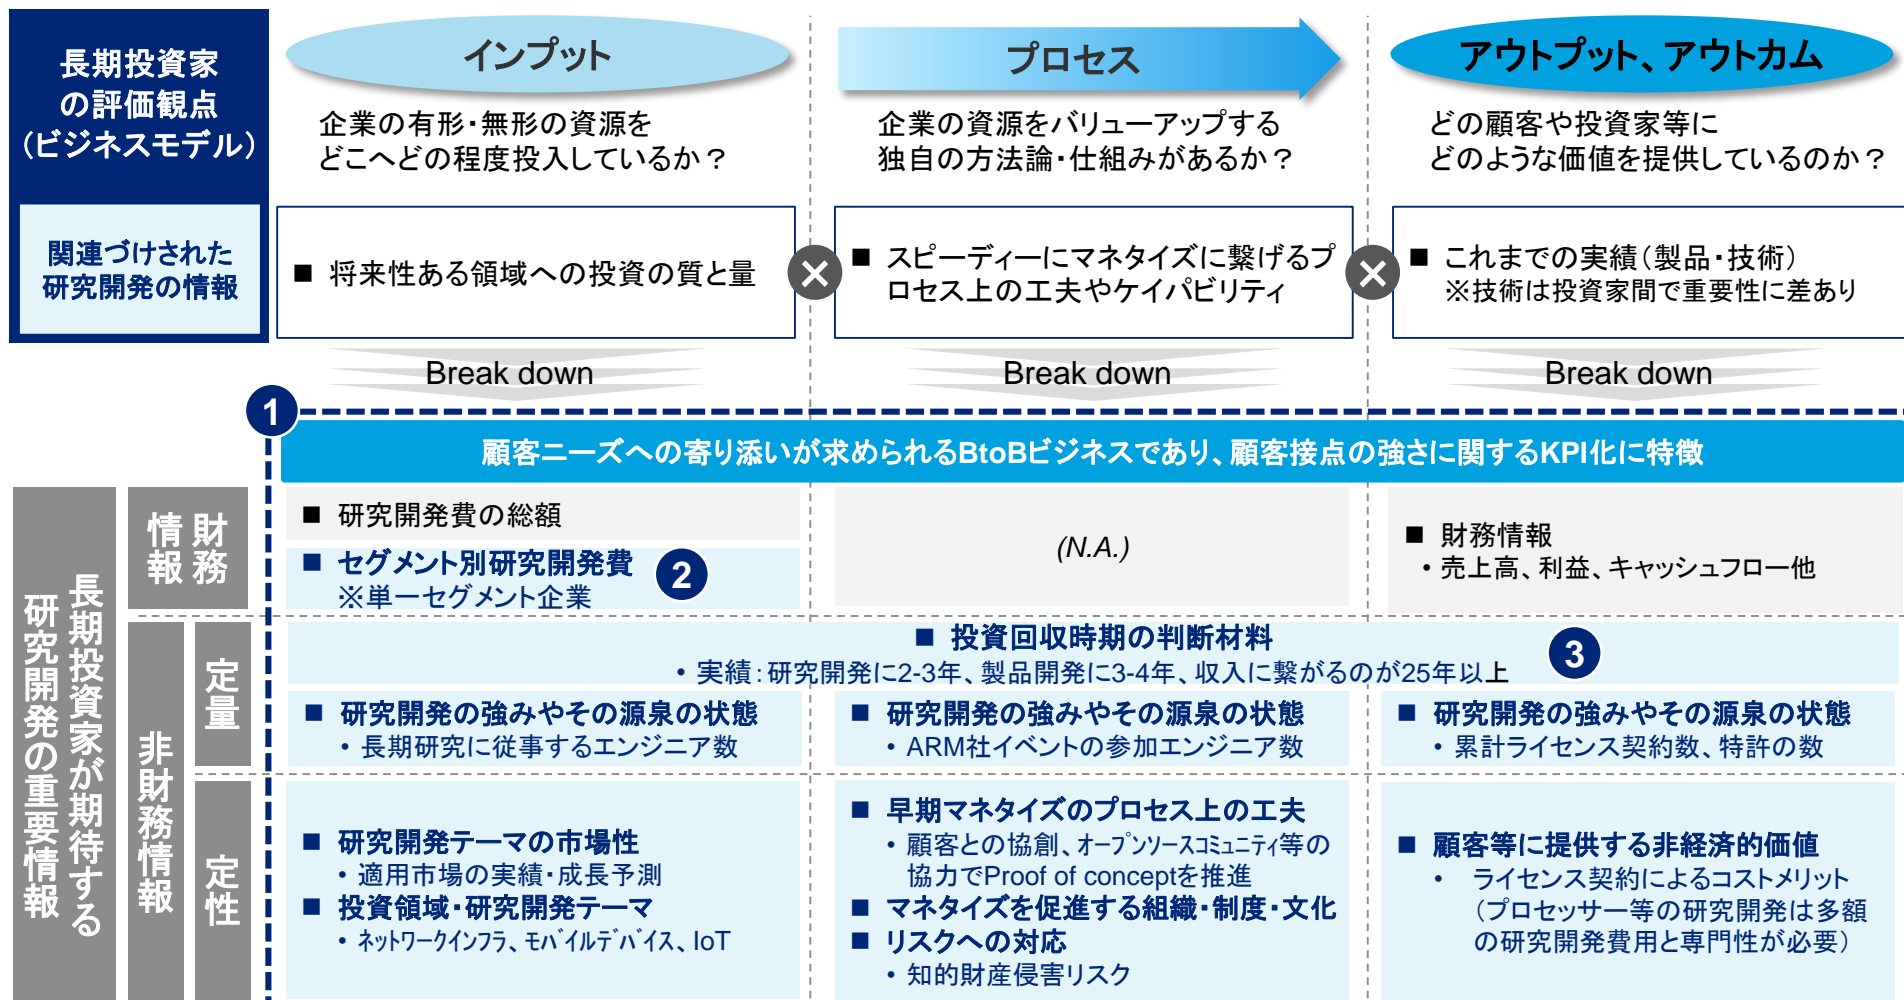 長期投資家
の評価観点
（ビジネスモデル）
インプット
プロセス
アウトプット、アウトカム
企業の有形・無形の資源を
どこへどの程度投入しているか？
企業の資源をバリューアップする
独自の方法論・仕組みがあるか？
どの顧客や投資家等に
どのような価値を提供しているのか？
関連づけされた
研究開発の情報
■ 将来性ある領域への投資の質と量
×
■ スピーディーにマネタイズに繋げるプ
ロセス上の工夫やケイパビリティ
×
■ これまでの実績（製品・技術）
※技術は投資家間で重要性に差あり
Break down
Break down
Break down
1
顧客ニーズへの寄り添いが求められるBtoBビジネスであり、顧客接点の強さに関するKPI化に特徴
長期投資家が期待する
研究開発の重要情報
財務
情報
■ 研究開発費の総額
■ セグメント別研究開発費
※単一セグメント企業
2
(N.A.)
■ 財務情報
• 売上高、利益、キャッシュフロー他
非財務情報
定量
■ 投資回収時期の判断材料
• 実績：研究開発に2-3年、製品開発に3-4年、収入に繋がるのが25年以上
3
■ 研究開発の強みやその源泉の状態
• 長期研究に従事するエンジニア数
■ 研究開発の強みやその源泉の状態
• ARM社イベントの参加エンジニア数
■ 研究開発の強みやその源泉の状態
• 累計ライセンス契約数、特許の数
定性
■ 研究開発テーマの市場性
• 適用市場の実績・成長予測
■ 投資領域・研究開発テーマ
• ﾈｯﾄﾜｰｸインフラ、ﾓﾊﾞｲﾙﾃﾞﾊﾞｲｽ、IoT
■ 早期マネタイズのプロセス上の工夫
• 顧客との協創、ｵｰﾌﾟﾝｿｰｽｺﾐｭﾆﾃｨ等の
協力でProof of conceptを推進
■ マネタイズを促進する組織・制度・文化
■ リスクへの対応
• 知的財産侵害リスク
■ 顧客等に提供する非経済的価値
• ライセンス契約によるコストメリット
（プロセッサー等の研究開発は多額
の研究開発費用と専門性が必要）